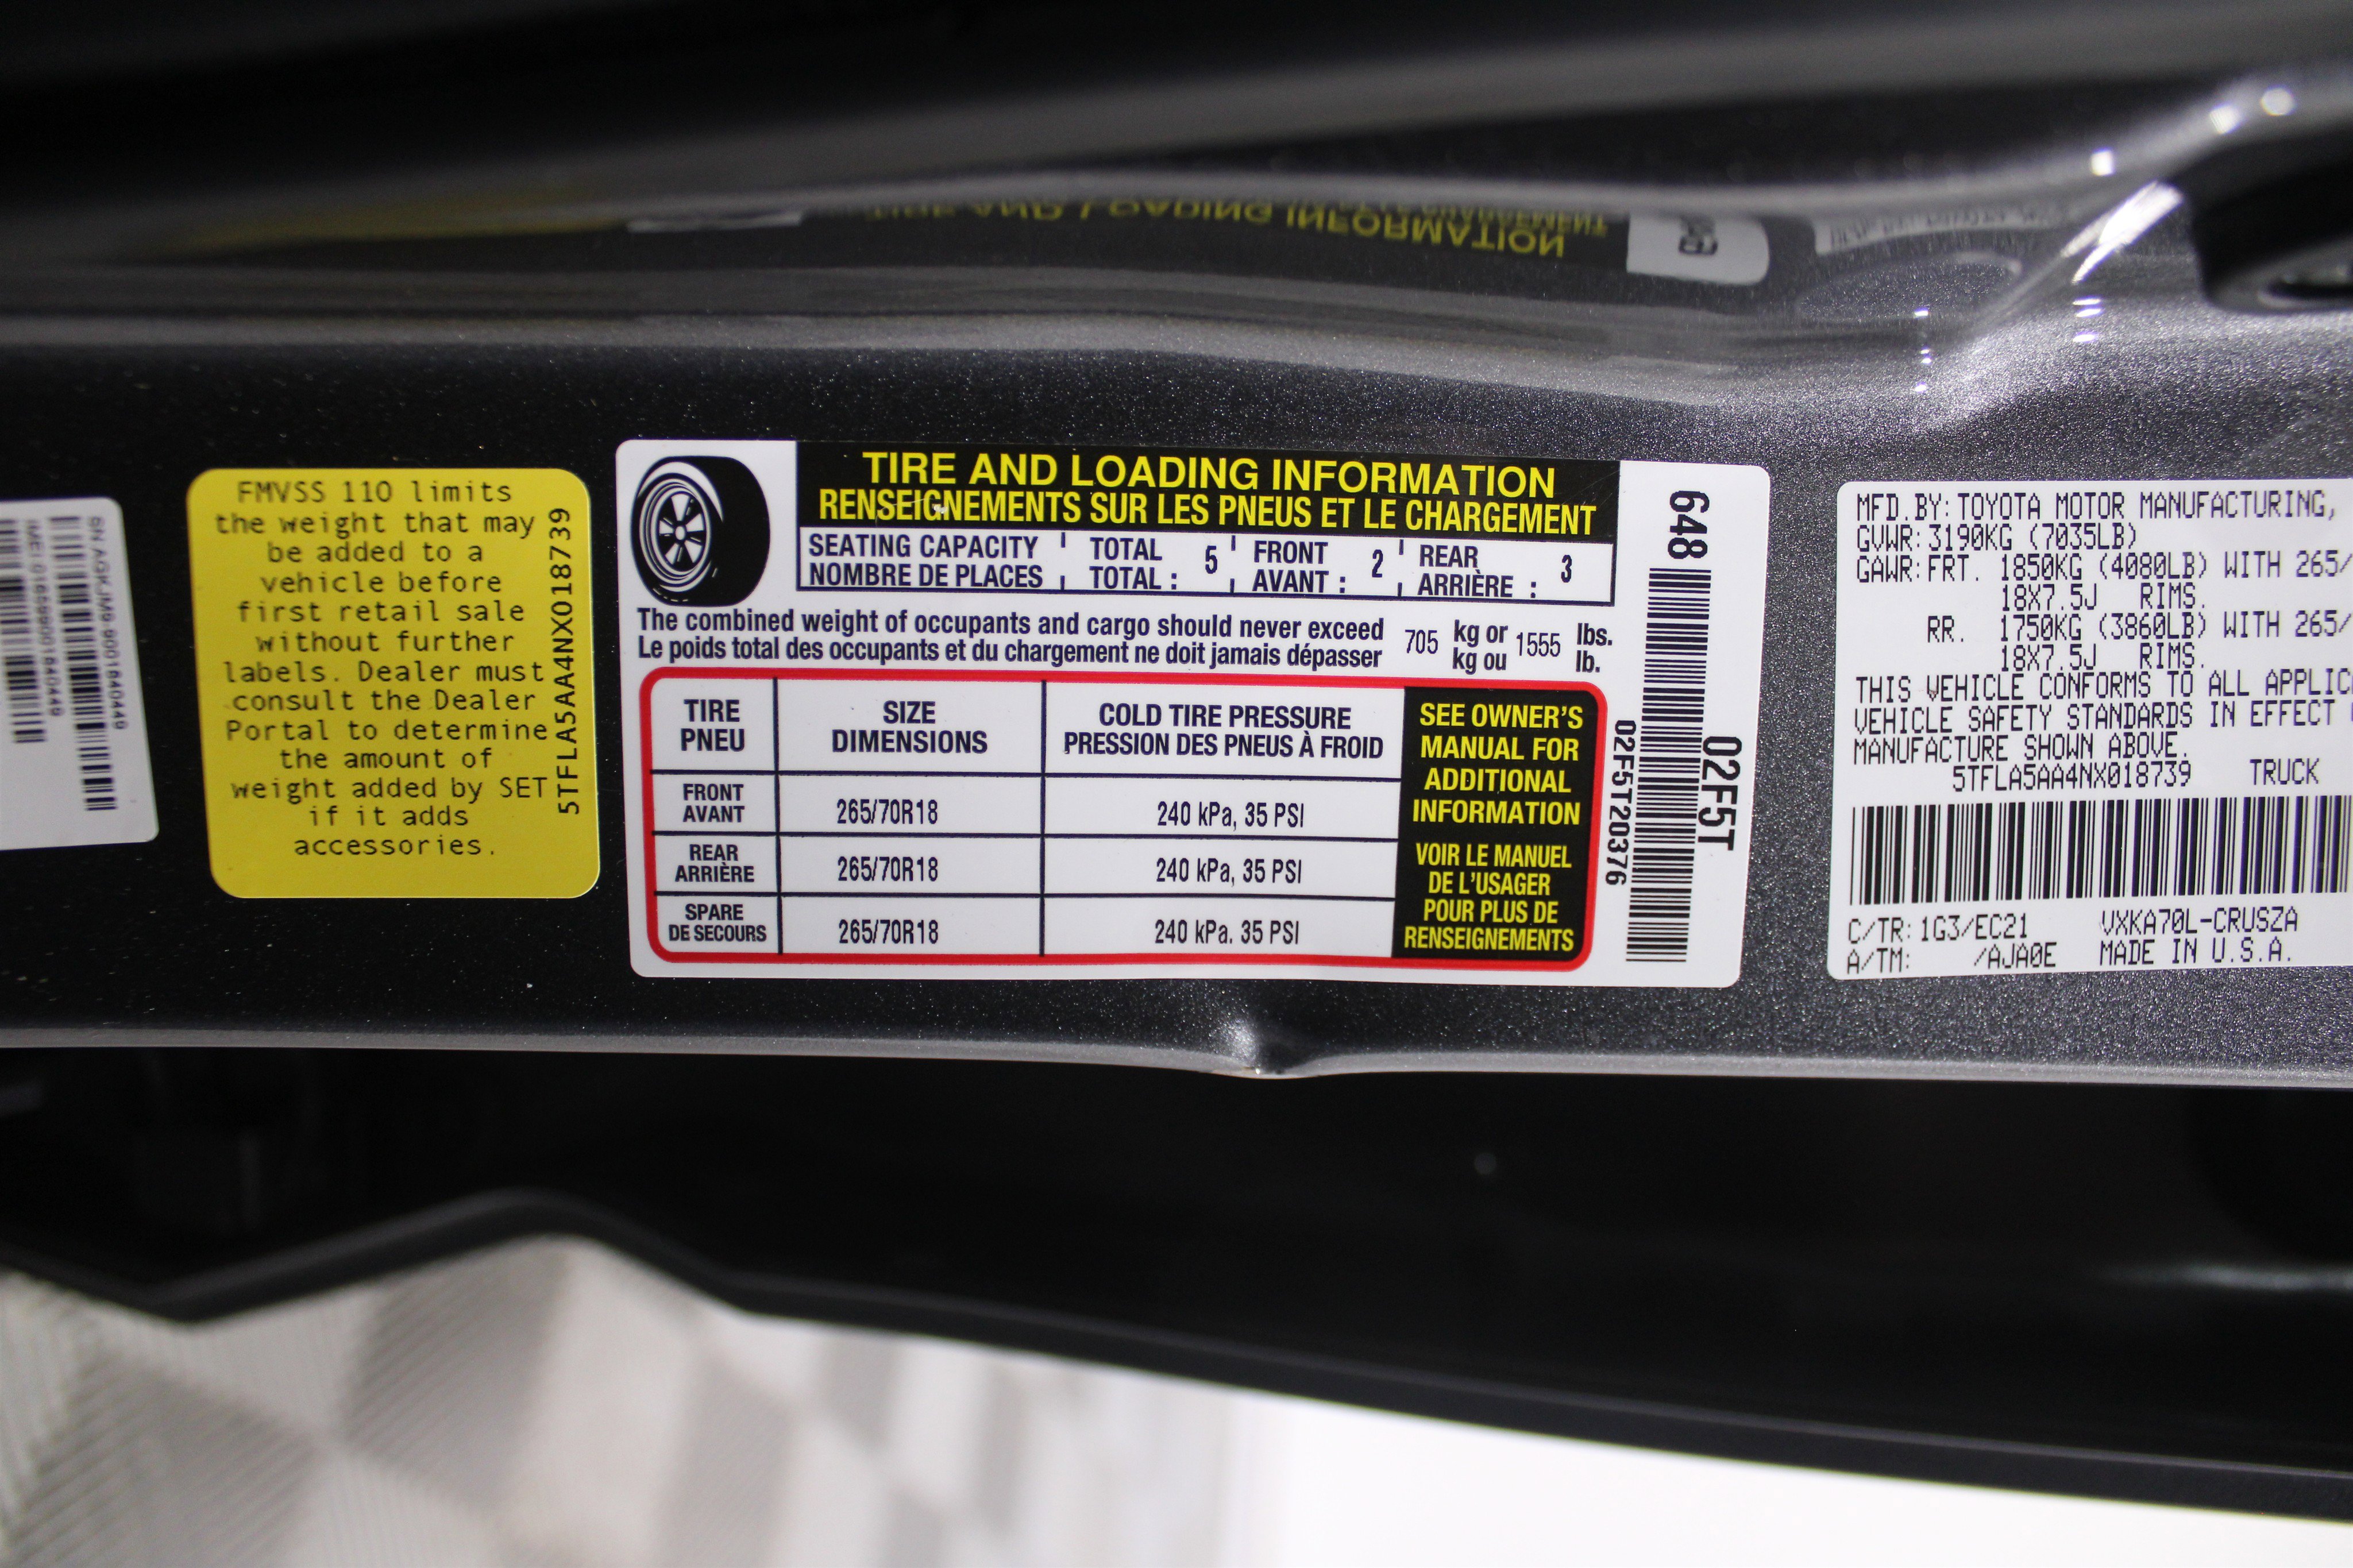 SN AGKJM9-900184049
FMVSS 110 limits
the weight that may
be added to a
vehicle before
first retail sale
without further
labels. Dealer must
consult the Dealer
Portal to determine
the amount of
weight added by SET
if it adds
accessories.
5TFLA5AA4NX018739
TIRE AND LOADING INFORMATION
RENSEIGNEMENTS SUR LES PNEUS ET LE CHARGEMENT
SEATING CAPACITY TOTAL 5 FRONT 2 REAR 3
NOMBRE DE PLACES TOTAL : AVANT : ARRIÈRE :
The combined weight of occupants and cargo should never exceed 705 kg or 1555 lbs.
Le poids total des occupants et du chargement ne doit jamais dépasser kg ou lb.
TIRE SIZE COLD TIRE PRESSURE
PNEU DIMENSIONS PRESSION DES PNEUS À FROID
FRONT
AVANT 265/70R18 240 kPa, 35 PSI
REAR
ARRIÈRE 265/70R18 240 kPa, 35 PSI
SPARE
DE SECOURS 265/70R18 240 kPa. 35 PSI
SEE OWNER'S
MANUAL FOR
ADDITIONAL
INFORMATION
VOIR LE MANUEL
DE L'USAGER
POUR PLUS DE
RENSEIGNEMENTS
648
02F5T20376
02F5T
MFD.BY:TOYOTA MOTOR MANUFACTURING,
GVWR:3190KG (7035LB)
GAWR:FRT. 1850KG (4080LB) WITH 265/
18X7.5J RIMS.
RR. 1750KG (3860LB) WITH 265/
18X7.5J RIMS.
THIS VEHICLE CONFORMS TO ALL APPLIC
VEHICLE SAFETY STANDARDS IN EFFECT
MANUFACTURE SHOWN ABOVE.
5TFLA5AA4NX018739 TRUCK
C/TR:1G3/EC21 VXKA70L-CRUSZA
A/TM: /AJA0E MADE IN U.S.A.